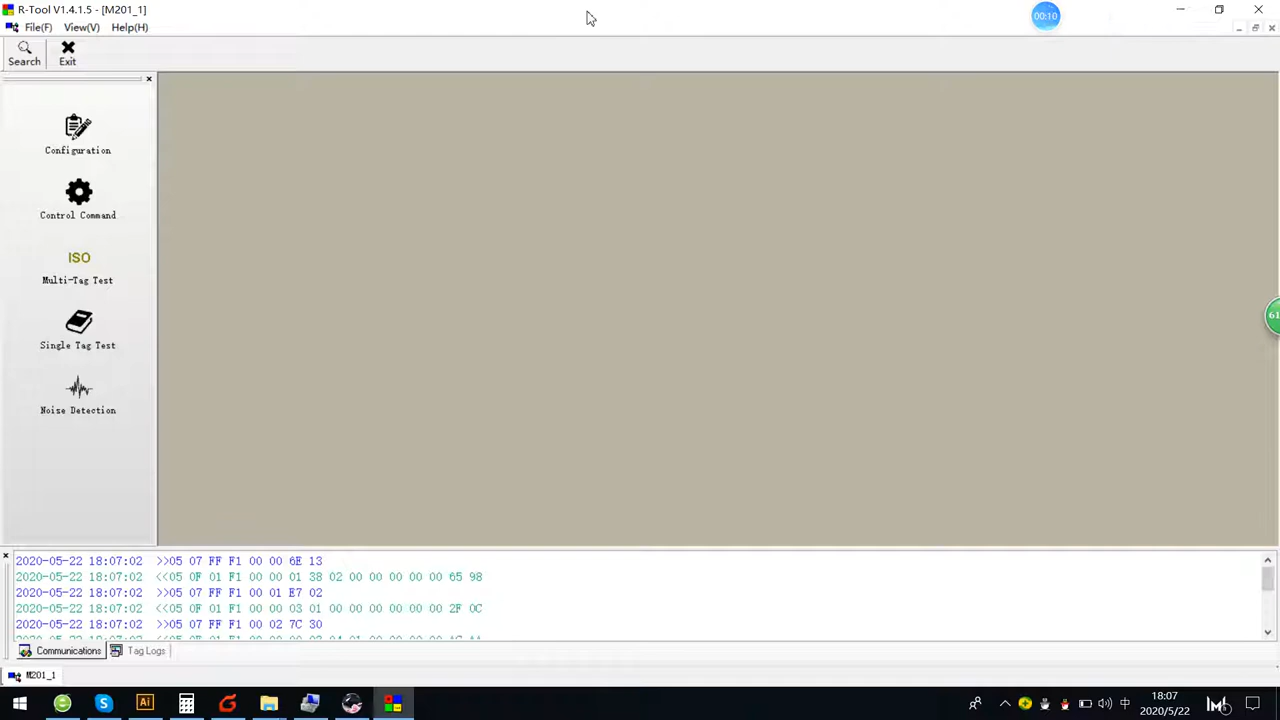 R-Tool V1.4.1.5 - [M201_1]
00:10
File(F) View(V) Help(H)
Search Exit
Configuration
Control Command
ISO
Multi-Tag Test
Single Tag Test
Noise Detection
61
2020-05-22 18:07:02 >>05 07 FF F1 00 00 6E 13
2020-05-22 18:07:02 <<05 0F 01 F1 00 00 01 38 02 00 00 00 00 00 65 98
2020-05-22 18:07:02 >>05 07 FF F1 00 01 E7 02
2020-05-22 18:07:02 <<05 0F 01 F1 00 00 03 01 00 00 00 00 00 00 2F 0C
2020-05-22 18:07:02 >>05 07 FF F1 00 02 7C 30
Communications Tag Logs
M201_1
S Ai 中
18:07
2020/5/22